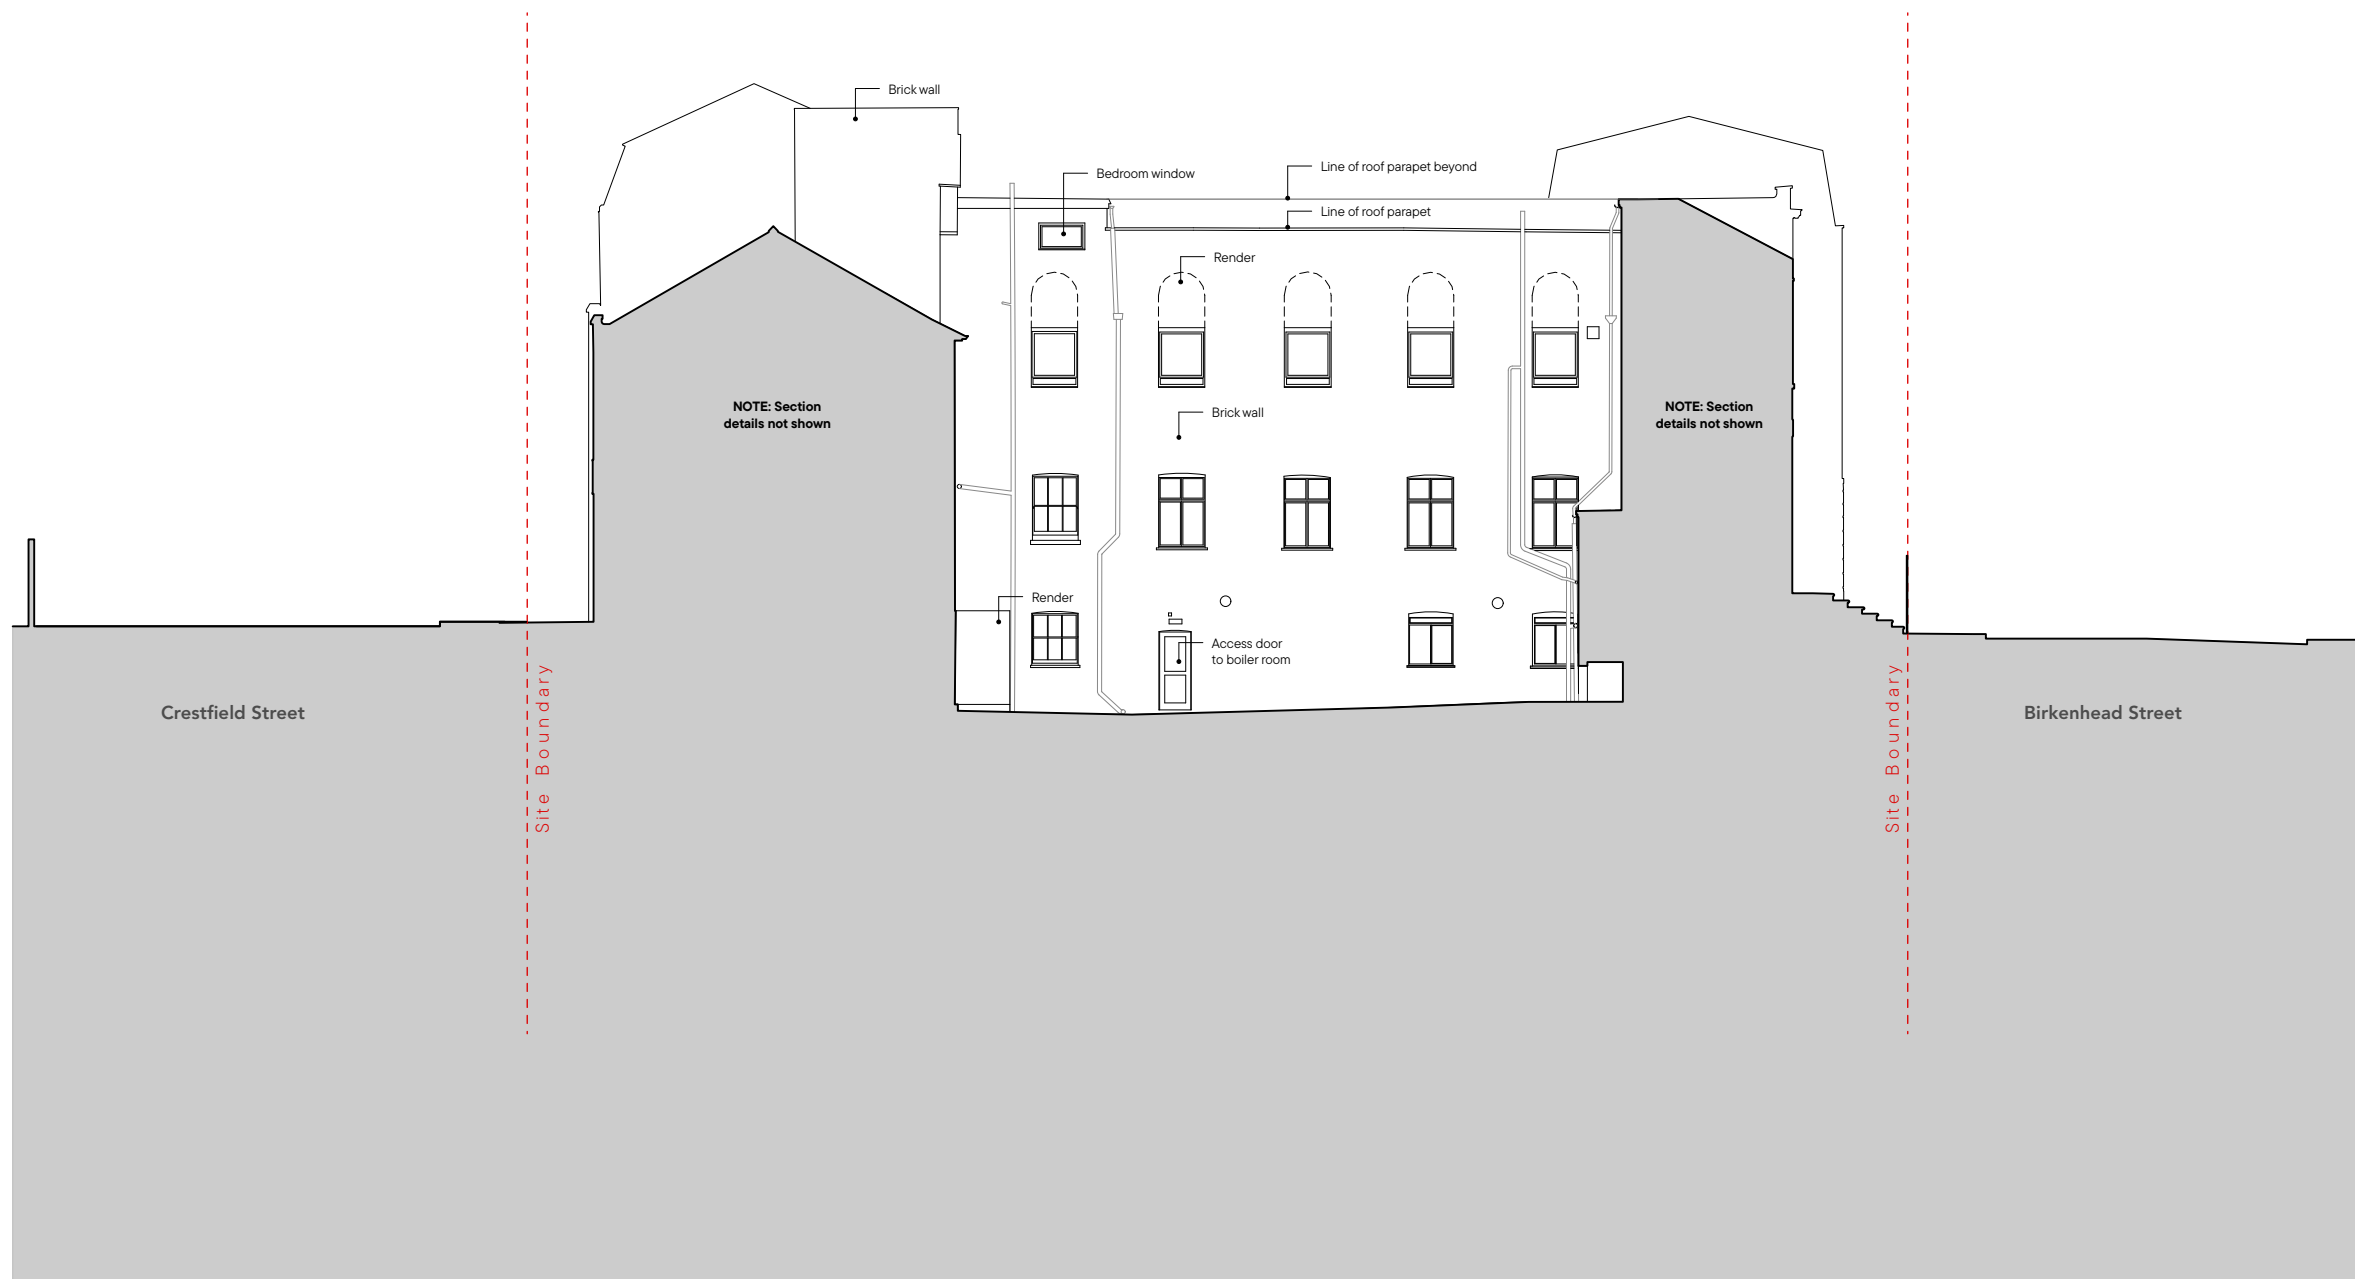 Brick wall
Line of roof parapet beyond
Bedroom window
Line of roof parapet
Render
NOTE: Section
details not shown
Brick wall
NOTE: Section
details not shown
Render
Access door
to boiler room
Crestfield Street
Site Boundary
Site Boundary
Birkenhead Street